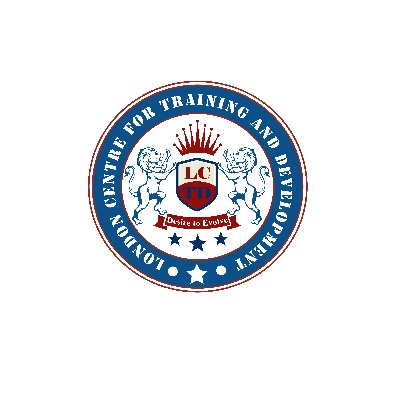 LONDON CENTRE FOR TRAINING AND DEVELOPMENT
LC
TD
Desire to Evolve